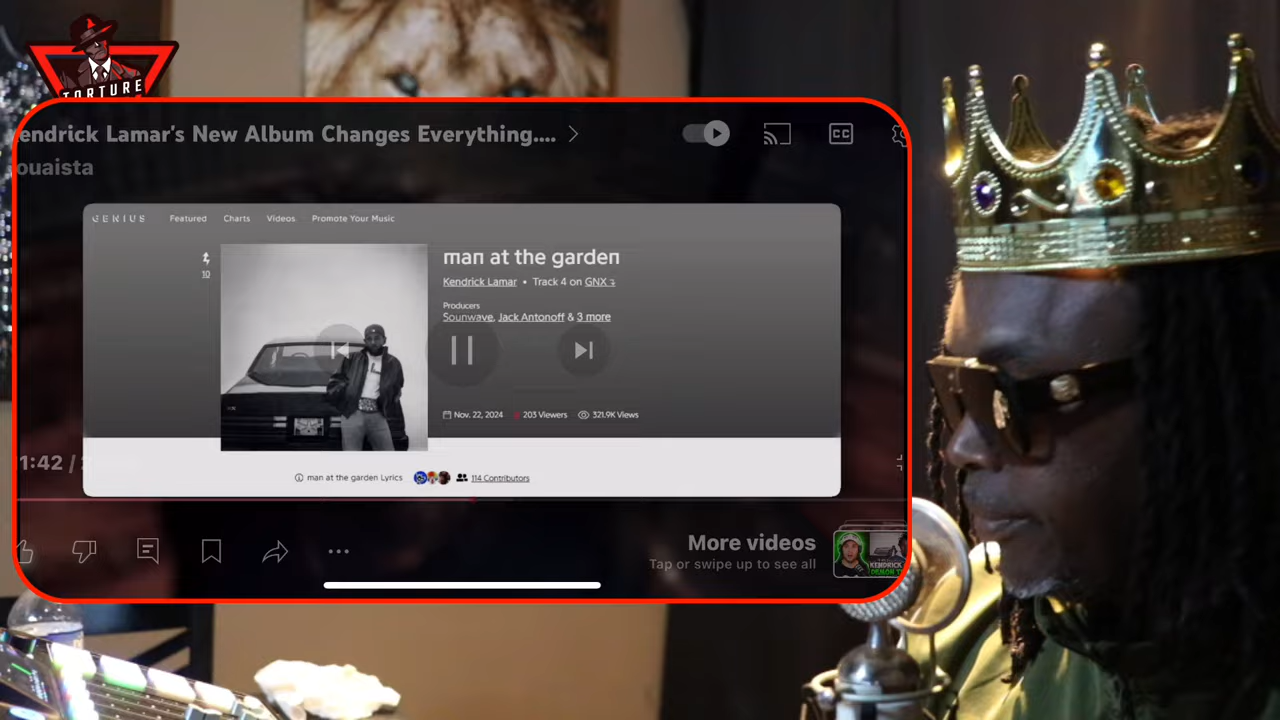 TORTURE
endrick Lamar's New Album Changes Everything....
ouaista
CC
GENIUS Featured Charts Videos Promote Your Music
10
man at the garden
Kendrick Lamar • Track 4 on GNX
Producers
Sounwave, Jack Antonoff & 3 more
Nov. 22, 2024 203 Viewers 321.9K Views
1:42 /
man at the garden Lyrics 114 Contributors
More videos
Tap or swipe up to see all
KENDRICK